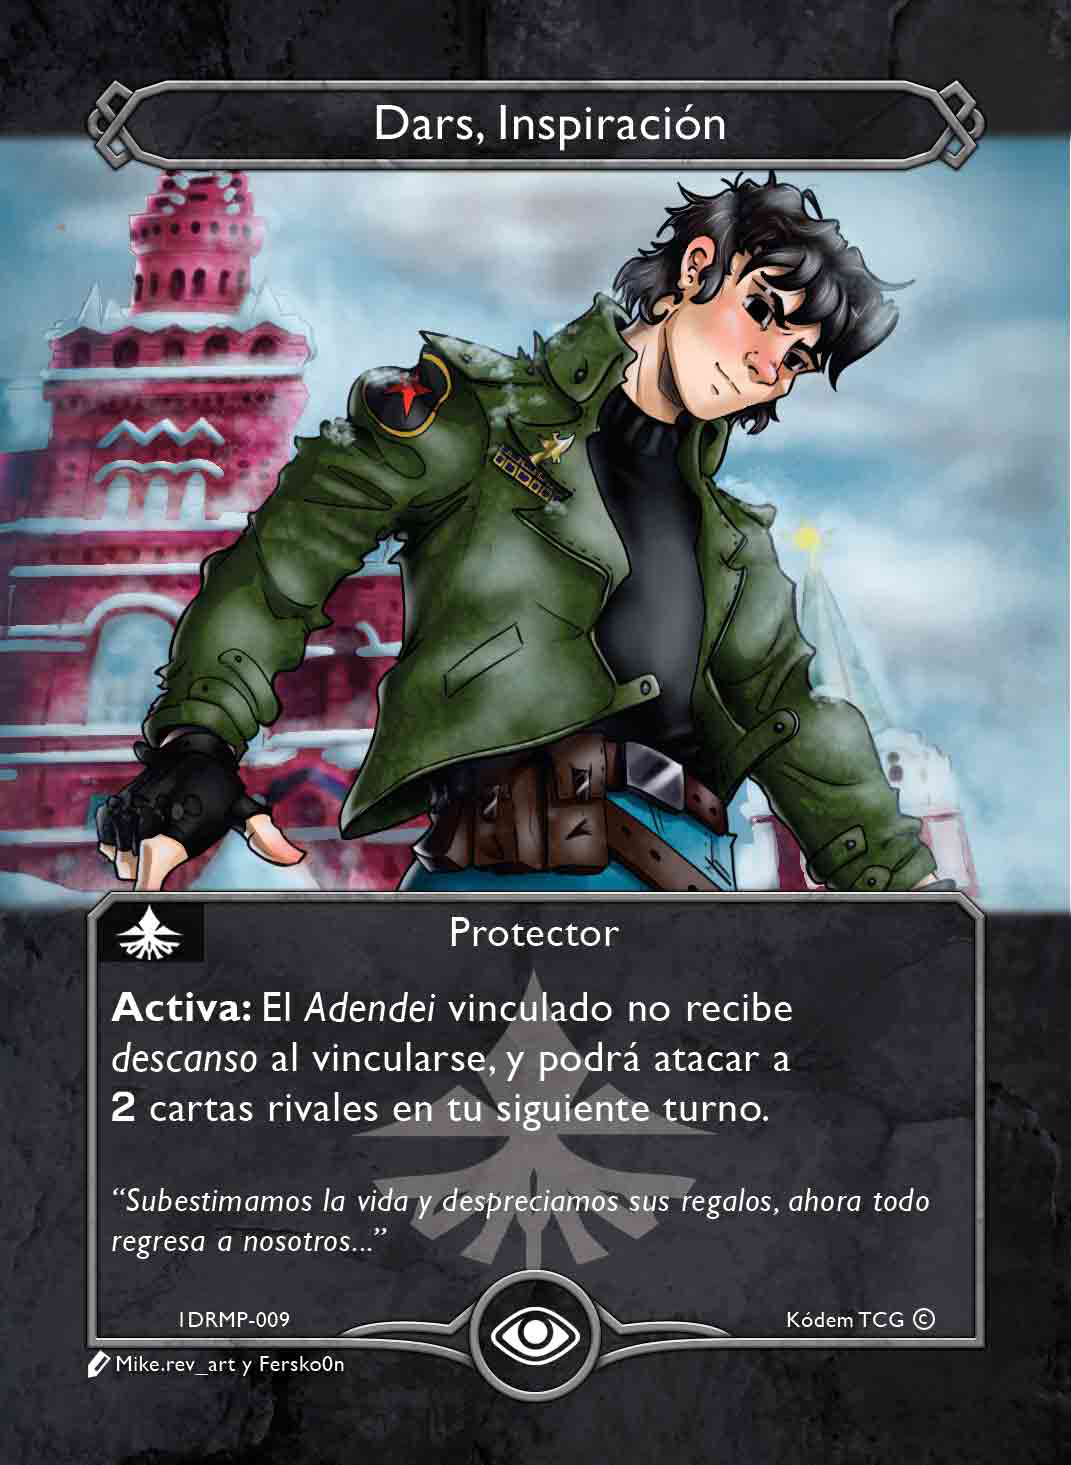 Dars, Inspiración
Protector
Activa: El Adendei vinculado no recibe
descanso al vincularse, y podrá atacar a
2 cartas rivales en tu siguiente turno.
“Subestimamos la vida y despreciamos sus regalos, ahora todo
regresa a nosotros...”
1DRMP-009
Kódem TCG ©
Mike.rev_art y Fersko0n